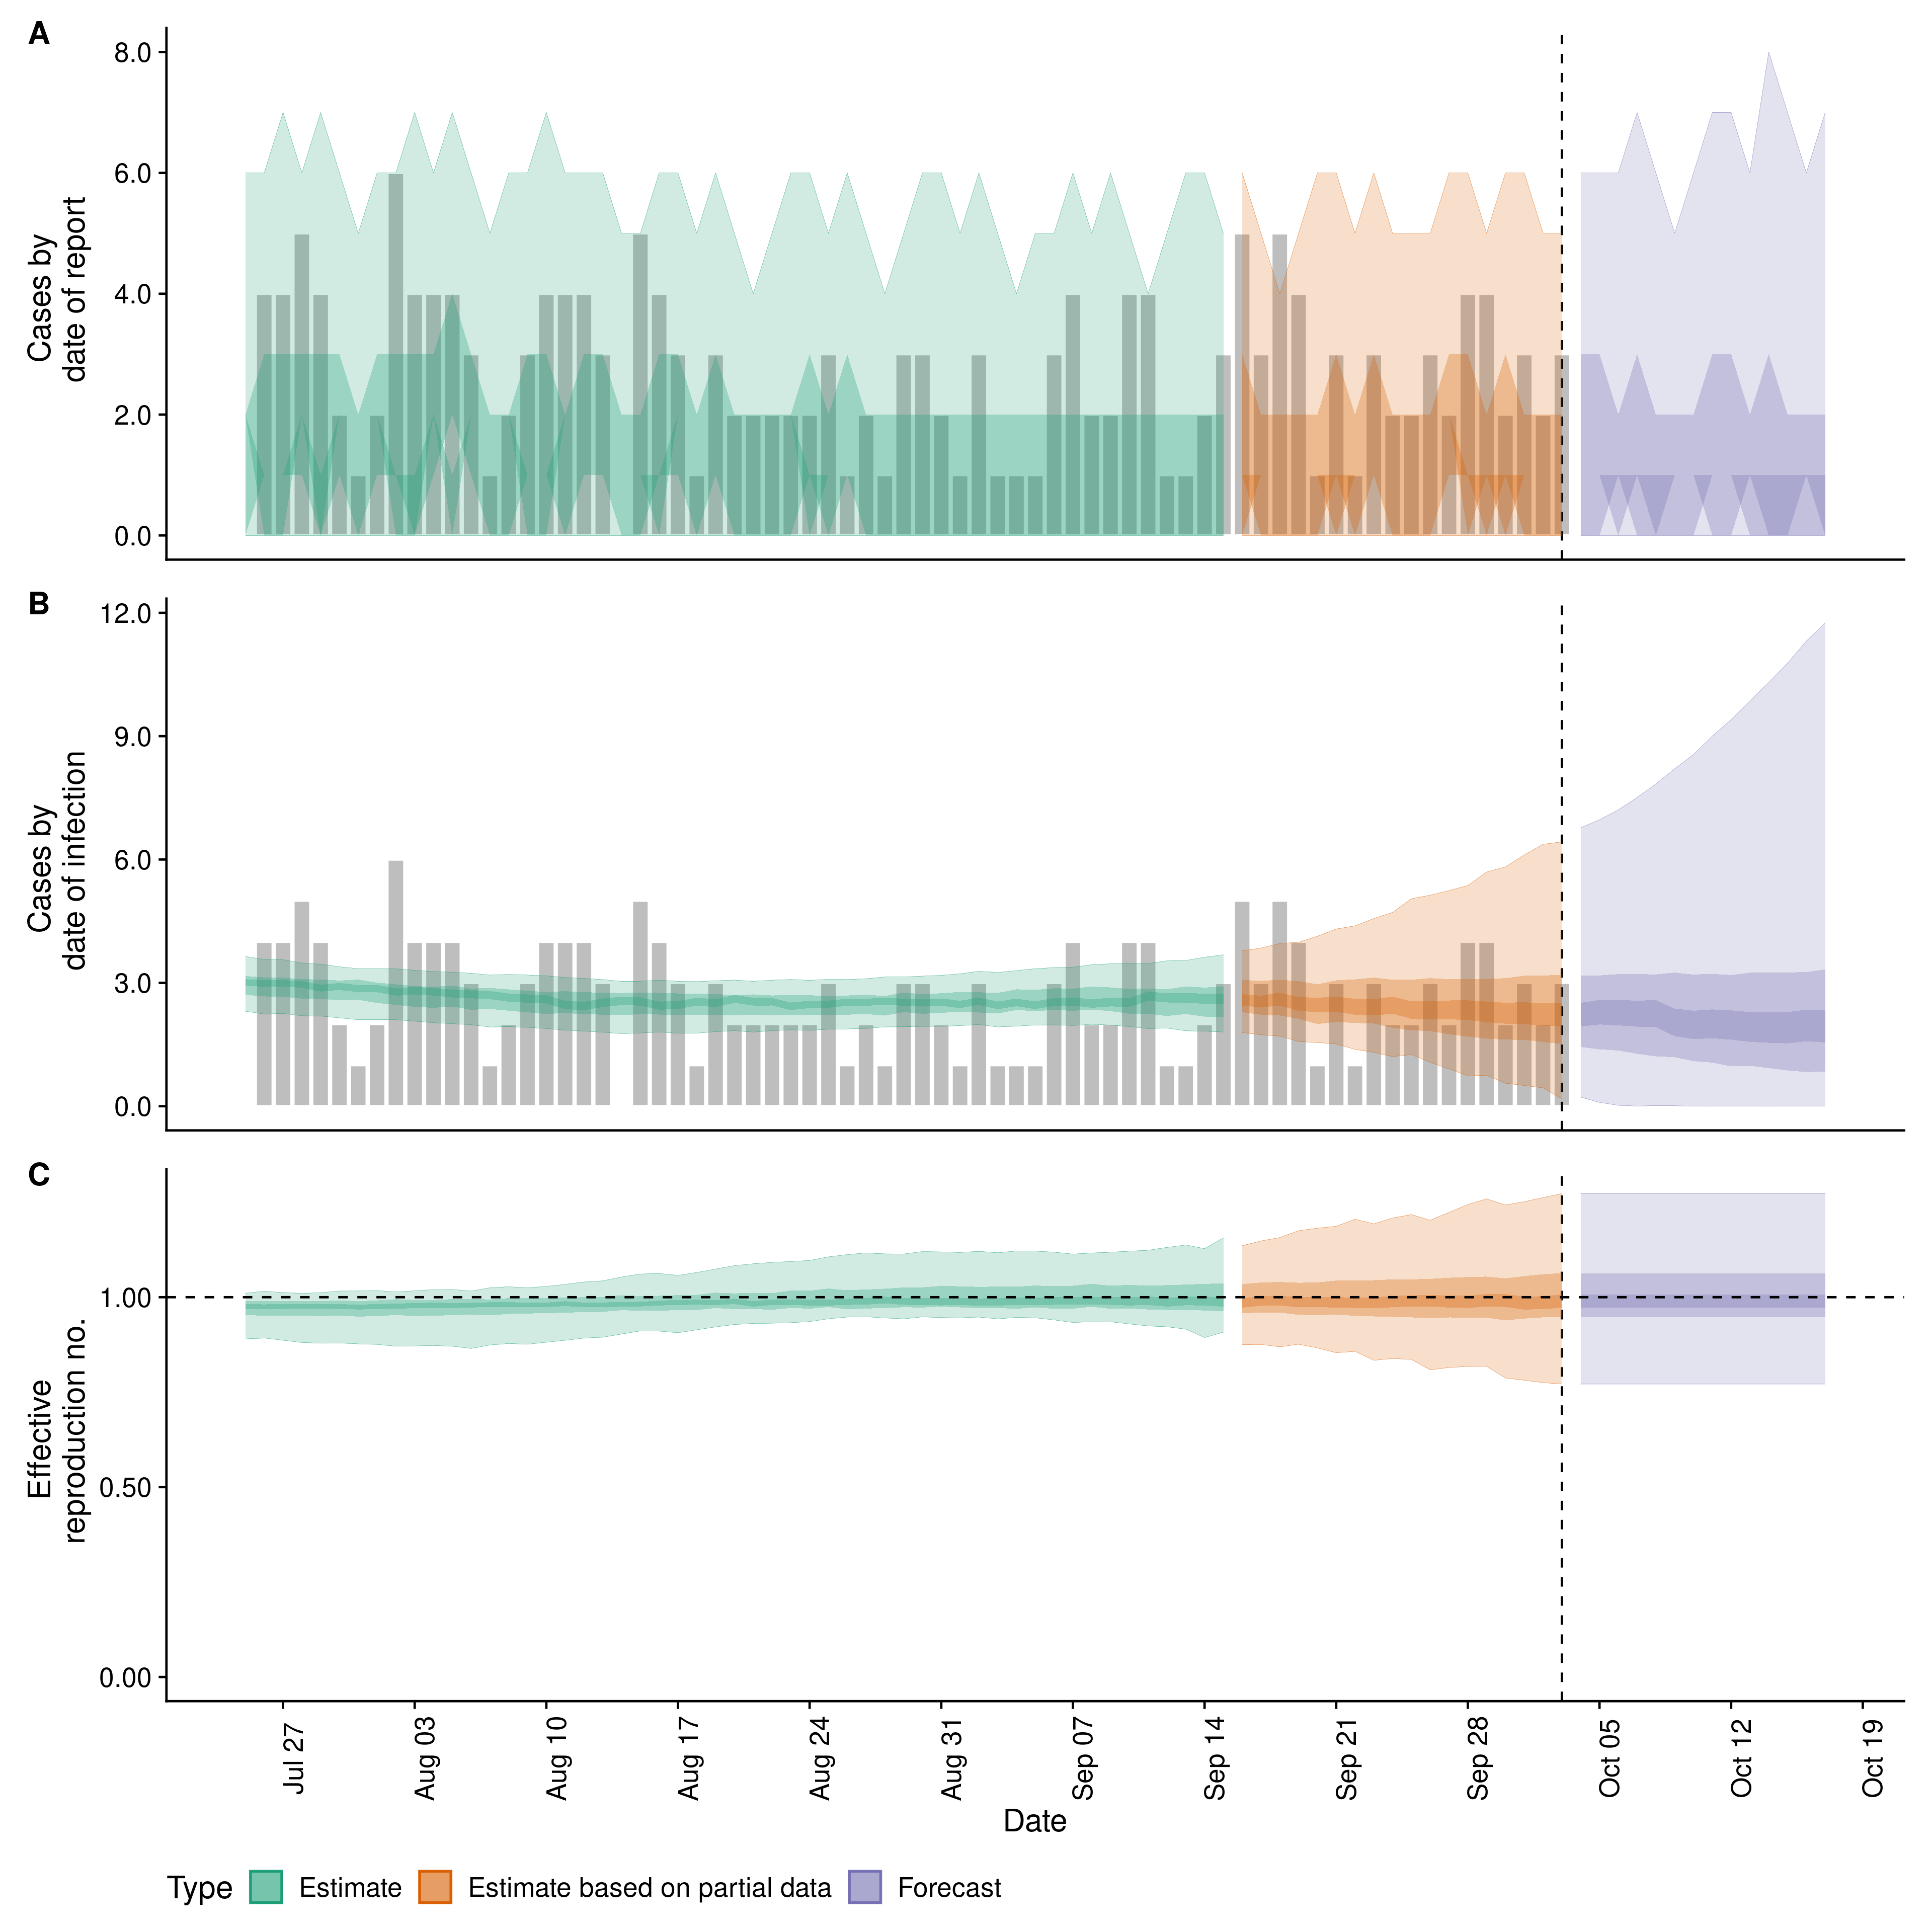 A
8.0
6.0
4.0
2.0
0.0
Cases by
date of report
B
12.0
9.0
6.0
3.0
0.0
Cases by
date of infection
C
1.00
0.50
0.00
Effective
reproduction no.
Jul 27
Aug 03
Aug 10
Aug 17
Aug 24
Aug 31
Sep 07
Sep 14
Sep 21
Sep 28
Oct 05
Oct 12
Oct 19
Date
Type Estimate Estimate based on partial data Forecast